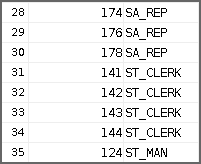 28 174 SA_REP
29 176 SA_REP
30 178 SA_REP
31 141 ST_CLERK
32 142 ST_CLERK
33 143 ST_CLERK
34 144 ST_CLERK
35 124 ST_MAN